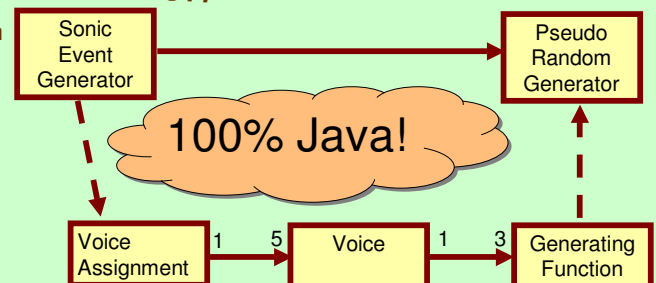 Sonic
Event
Generator
Pseudo
Random
Generator
100% Java!
Voice
Assignment
1
5
Voice
1
3
Generating
Function